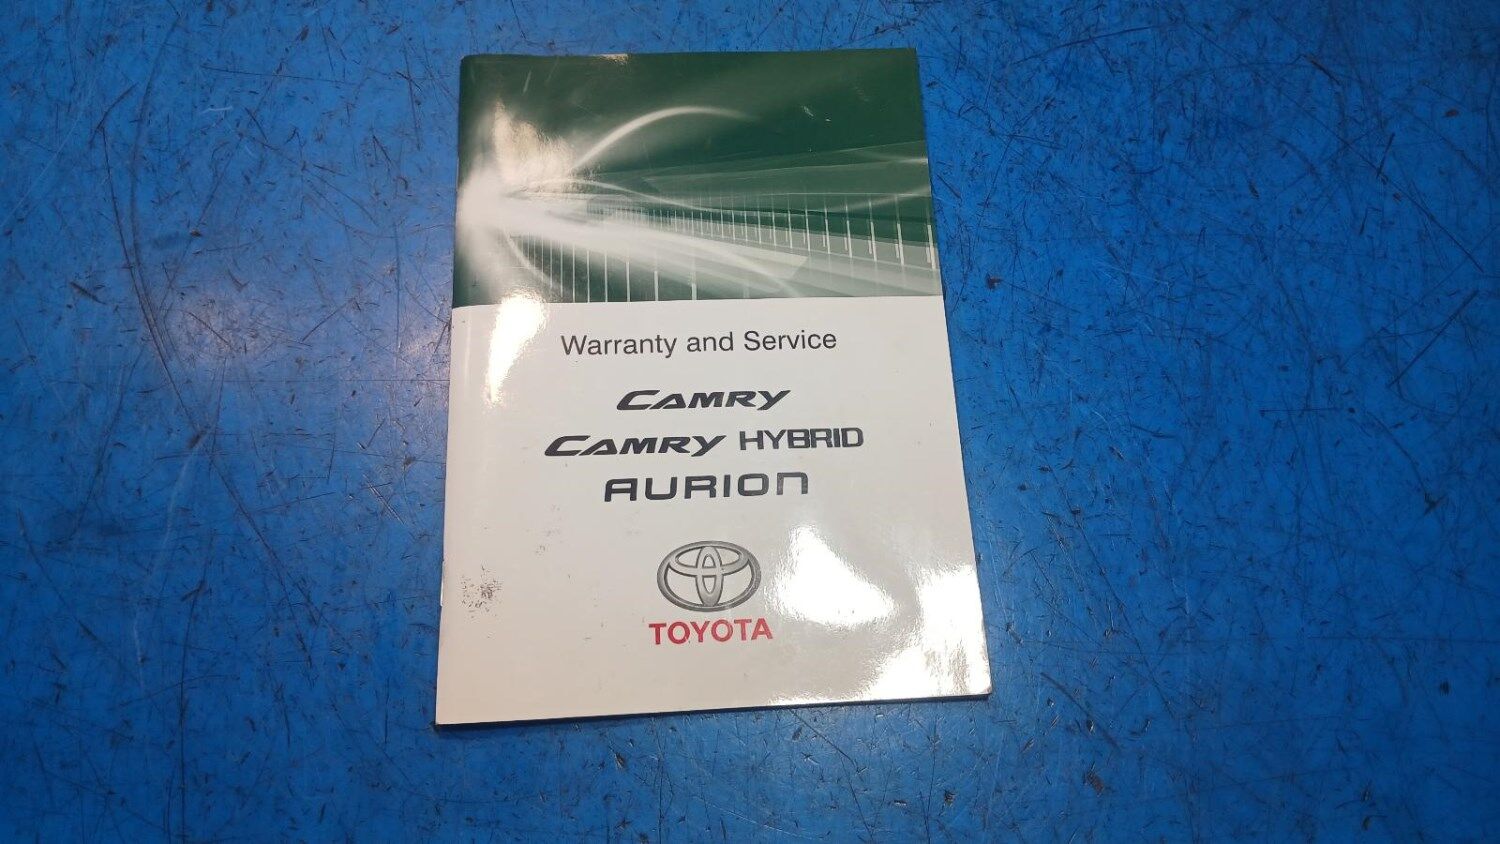 Warranty and Service
CAMRY
CAMRY HYBRID
AURION
TOYOTA